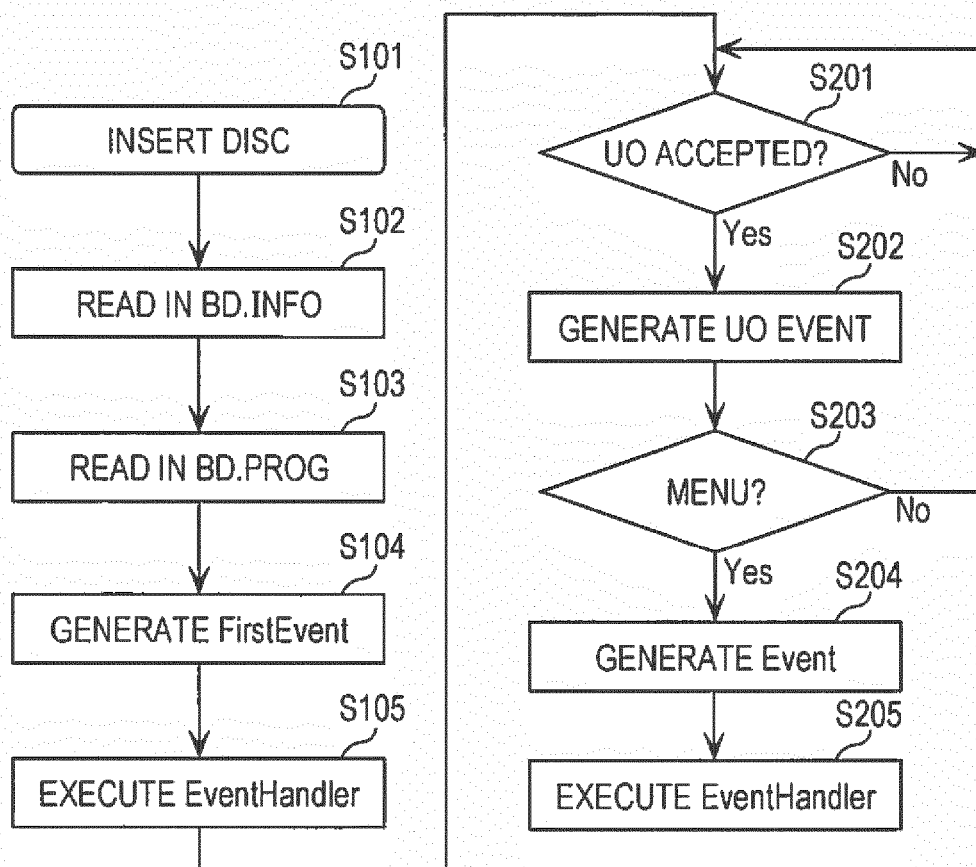 S101
INSERT DISC
S102
READ IN BD.INFO
S103
READ IN BD.PROG
S104
GENERATE FirstEvent
S105
EXECUTE EventHandler
S201
UO ACCEPTED?
No
Yes
S202
GENERATE UO EVENT
S203
MENU?
No
Yes
S204
GENERATE Event
S205
EXECUTE EventHandler